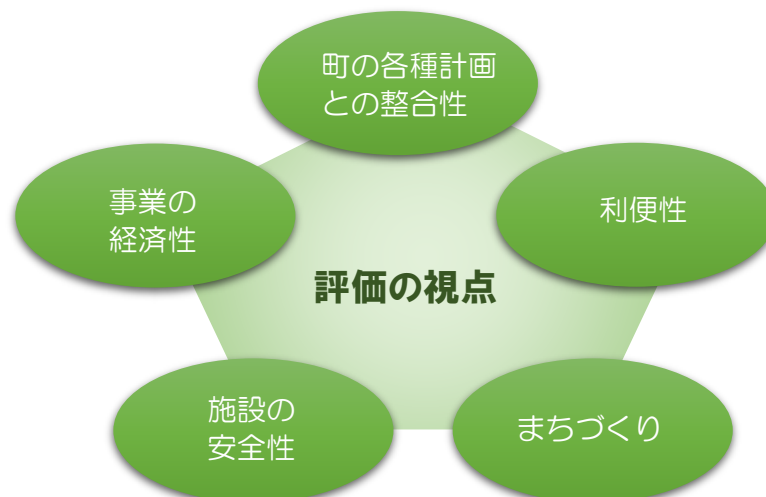 町の各種計画
との整合性
事業の
経済性
利便性
評価の視点
施設の
安全性
まちづくり